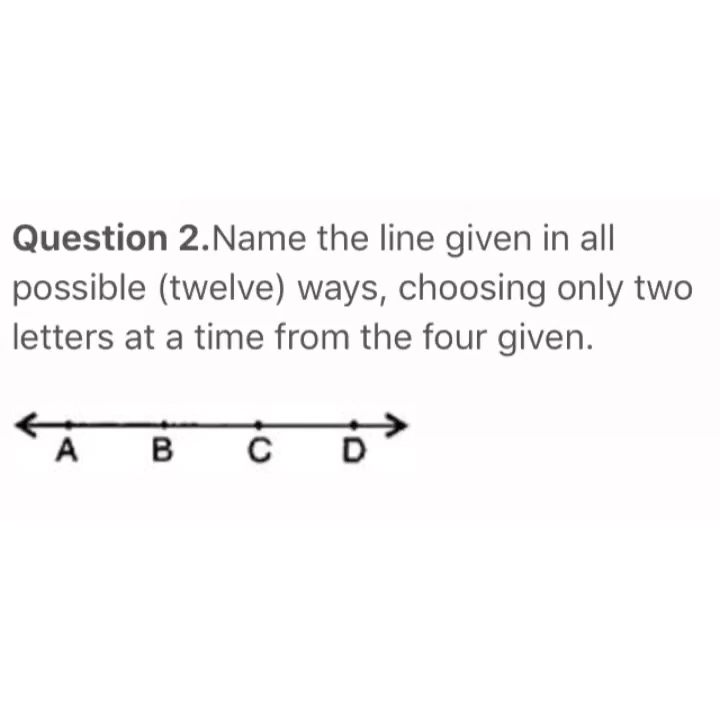 Question 2.Name the line given in all
possible (twelve) ways, choosing only two
letters at a time from the four given.
A B C D